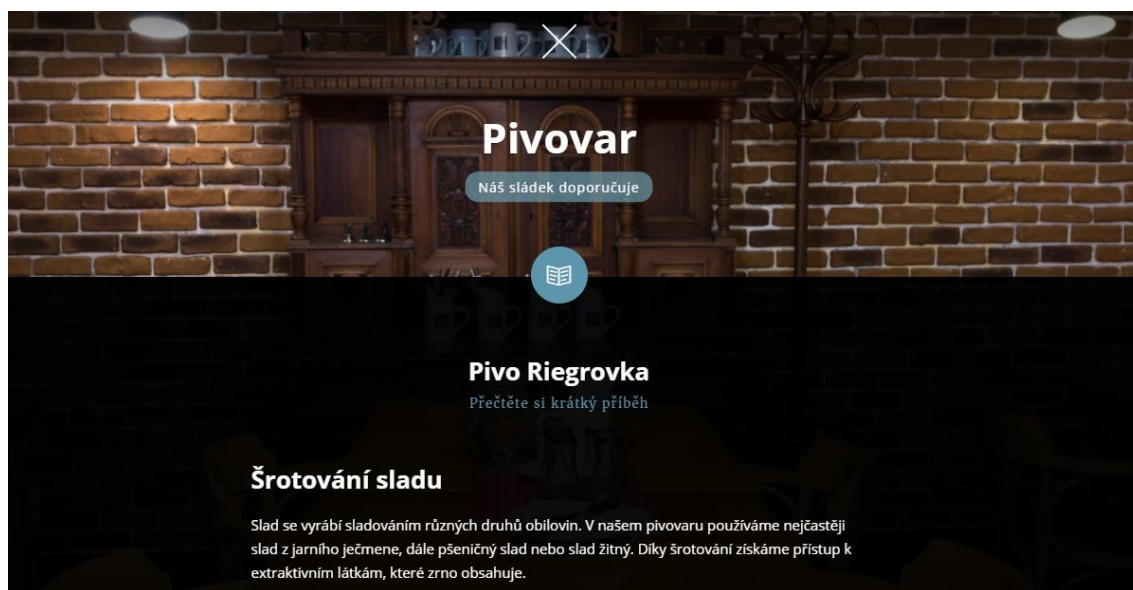 Pivovar
Náš sládek doporučuje
Pivo Riegrovka
Přečtěte si krátký příběh
Šrotování sladu
Slad se vyrábí sladováním různých druhů obilovin. V našem pivovaru používáme nejčastěji
slad z jarního ječmene, dále pšeničný slad nebo slad žitný. Díky šrotování získáme přístup k
extraktivním látkám, které zrno obsahuje.